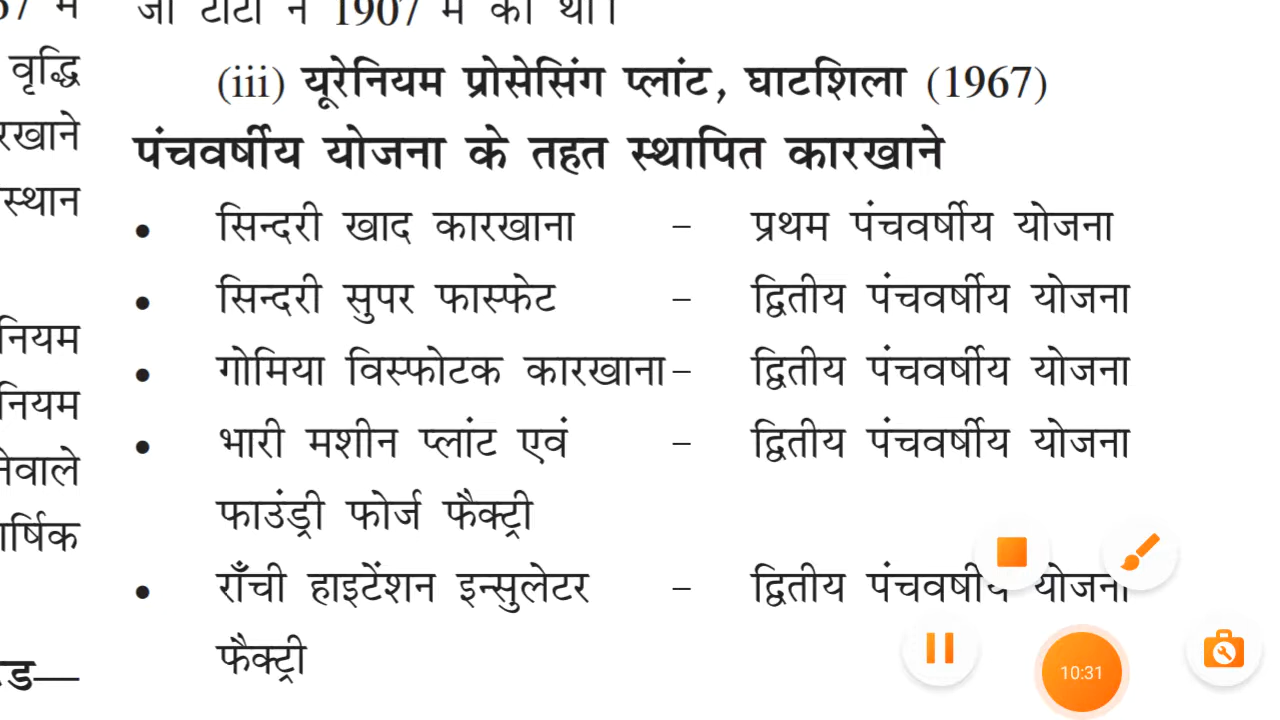 जी टाटा ने 1907 में की थी।
(iii) यूरेनियम प्रोसेसिंग प्लांट, घाटशिला (1967)
पंचवर्षीय योजना के तहत स्थापित कारखाने
• सिन्दरी खाद कारखाना – प्रथम पंचवर्षीय योजना
• सिन्दरी सुपर फास्फेट – द्वितीय पंचवर्षीय योजना
• गोमिया विस्फोटक कारखाना – द्वितीय पंचवर्षीय योजना
• भारी मशीन प्लांट एवं – द्वितीय पंचवर्षीय योजना
फाउंड्री फोर्ज फैक्ट्री
• राँची हाइटेंशन इन्सुलेटर – द्वितीय पंचवर्षीय योजना
फैक्ट्री
वृद्धि
स्थान
10:31